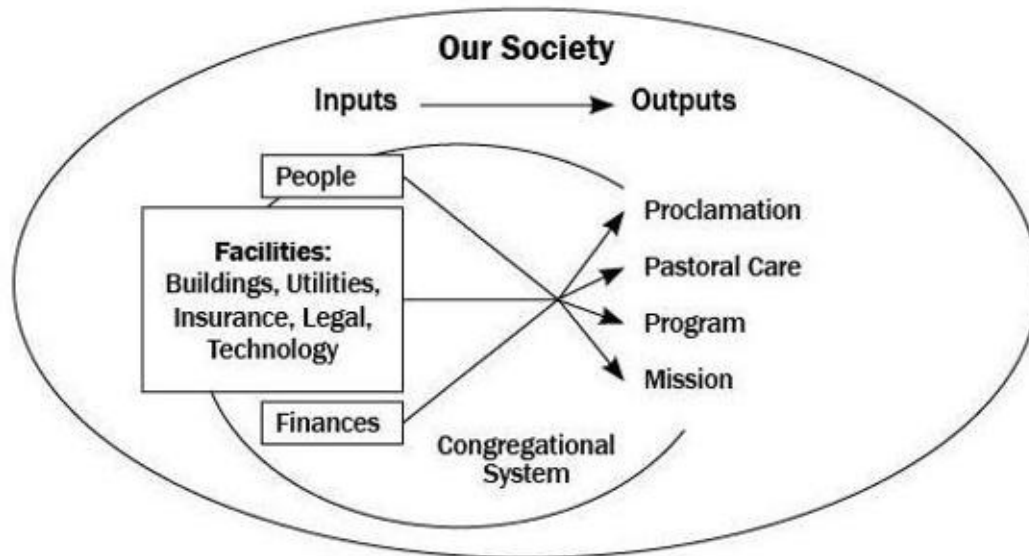 Our Society
Inputs
Outputs
People
Facilities:
Buildings, Utilities,
Insurance, Legal,
Technology
Finances
Proclamation
Pastoral Care
Program
Mission
Congregational
System